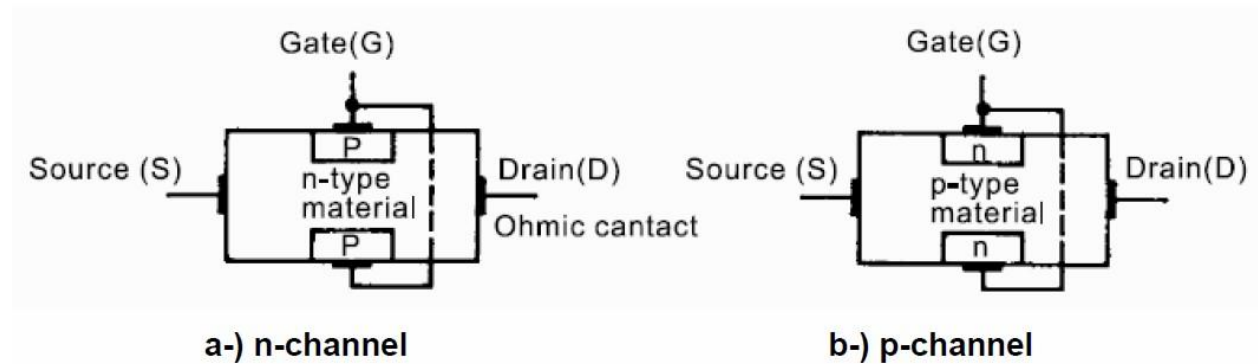 Gate(G)
P
Source (S)
n-type
material
Drain(D)
Ohmic cantact
P
a-) n-channel
Gate(G)
n
Source (S)
p-type
material
Drain(D)
n
b-) p-channel